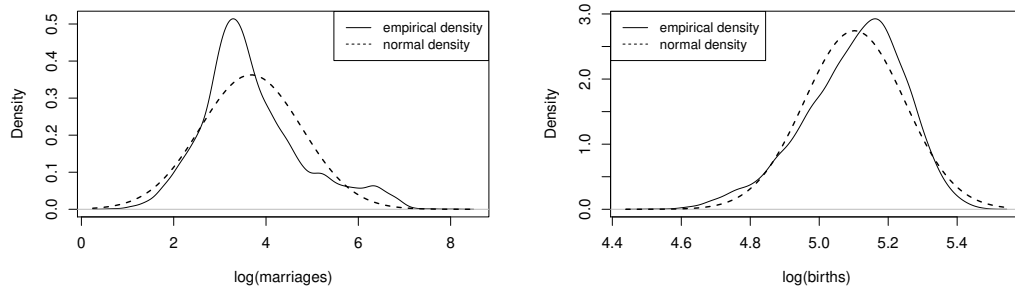 empirical density
normal density
Density
0.0 0.1 0.2 0.3 0.4 0.5
0 2 4 6 8
log(marriages)
empirical density
normal density
Density
0.0 1.0 2.0 3.0
4.4 4.6 4.8 5.0 5.2 5.4
log(births)